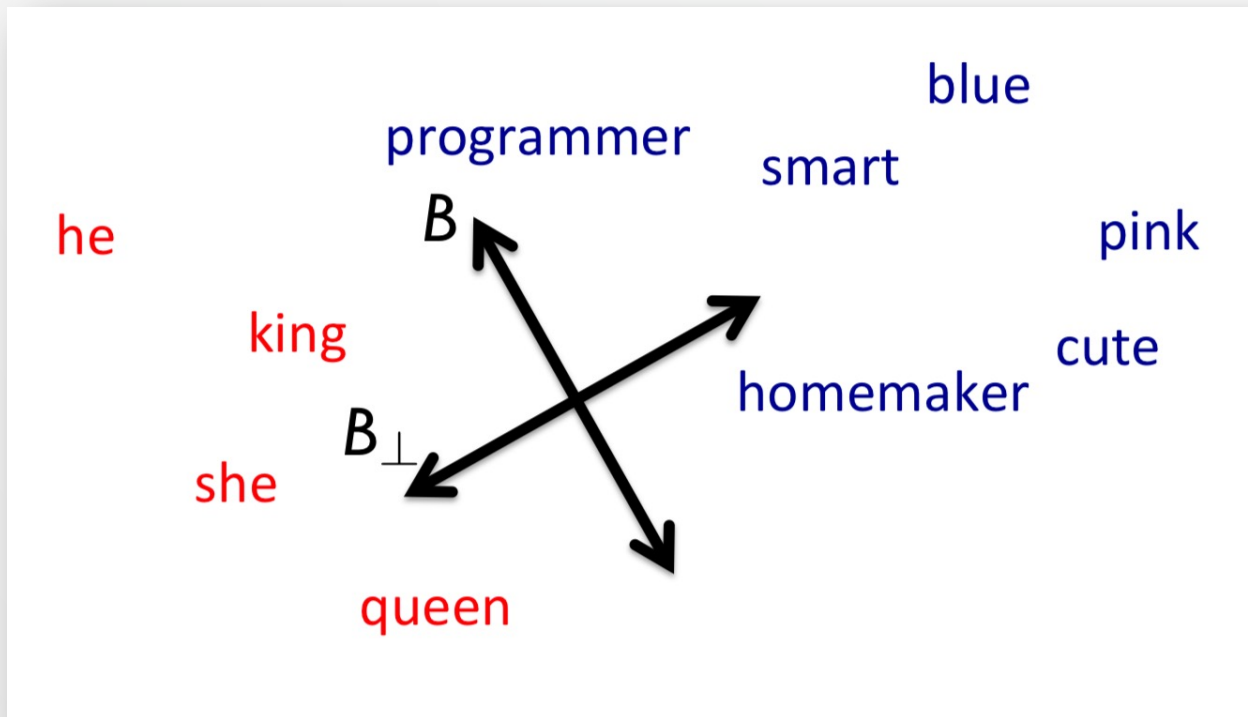 blue
programmer
smart
B
he
pink
king
cute
homemaker
B⊥
she
queen